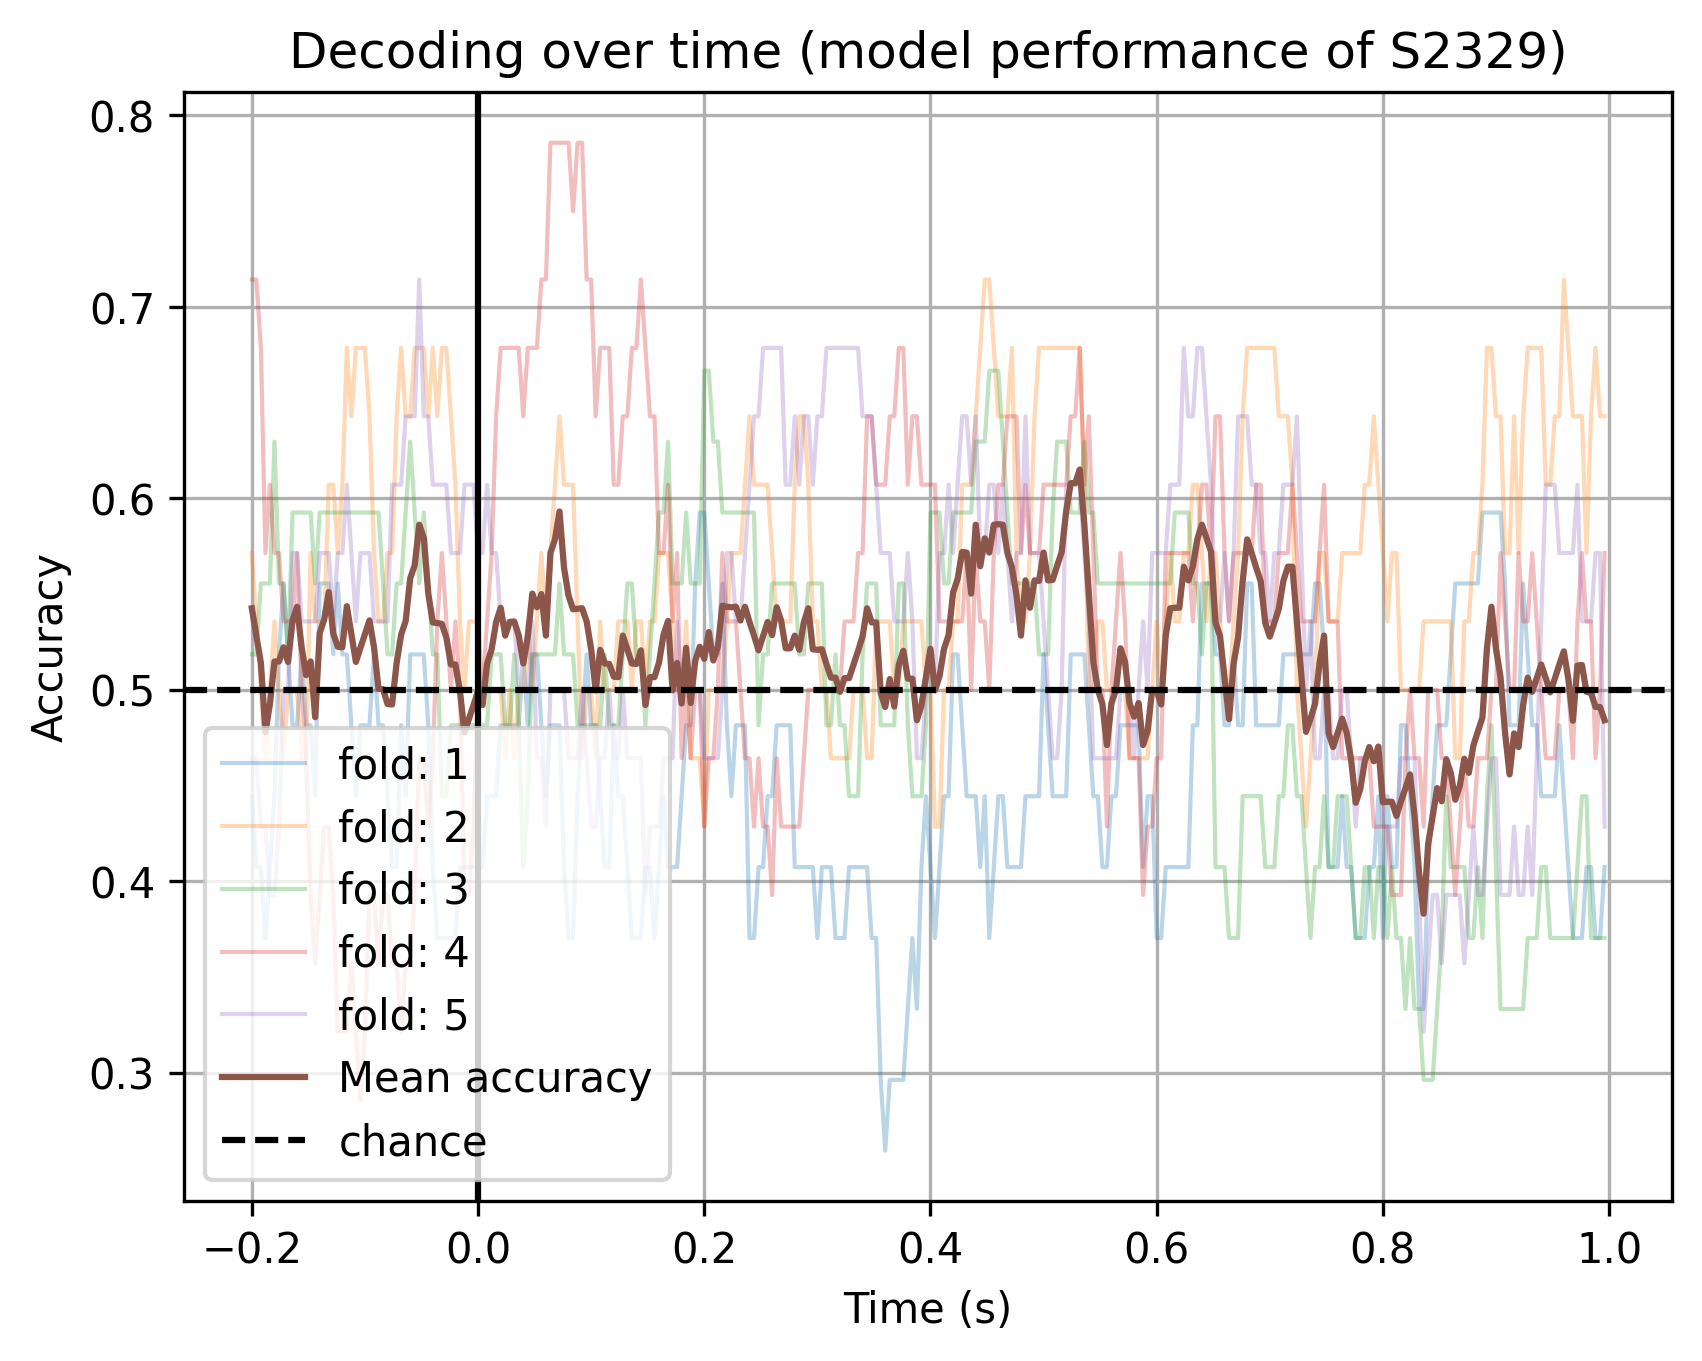 Decoding over time (model performance of S2329)
Accuracy
0.8
0.7
0.6
0.5
0.4
0.3
fold: 1
fold: 2
fold: 3
fold: 4
fold: 5
Mean accuracy
chance
−0.2 0.0 0.2 0.4 0.6 0.8 1.0
Time (s)